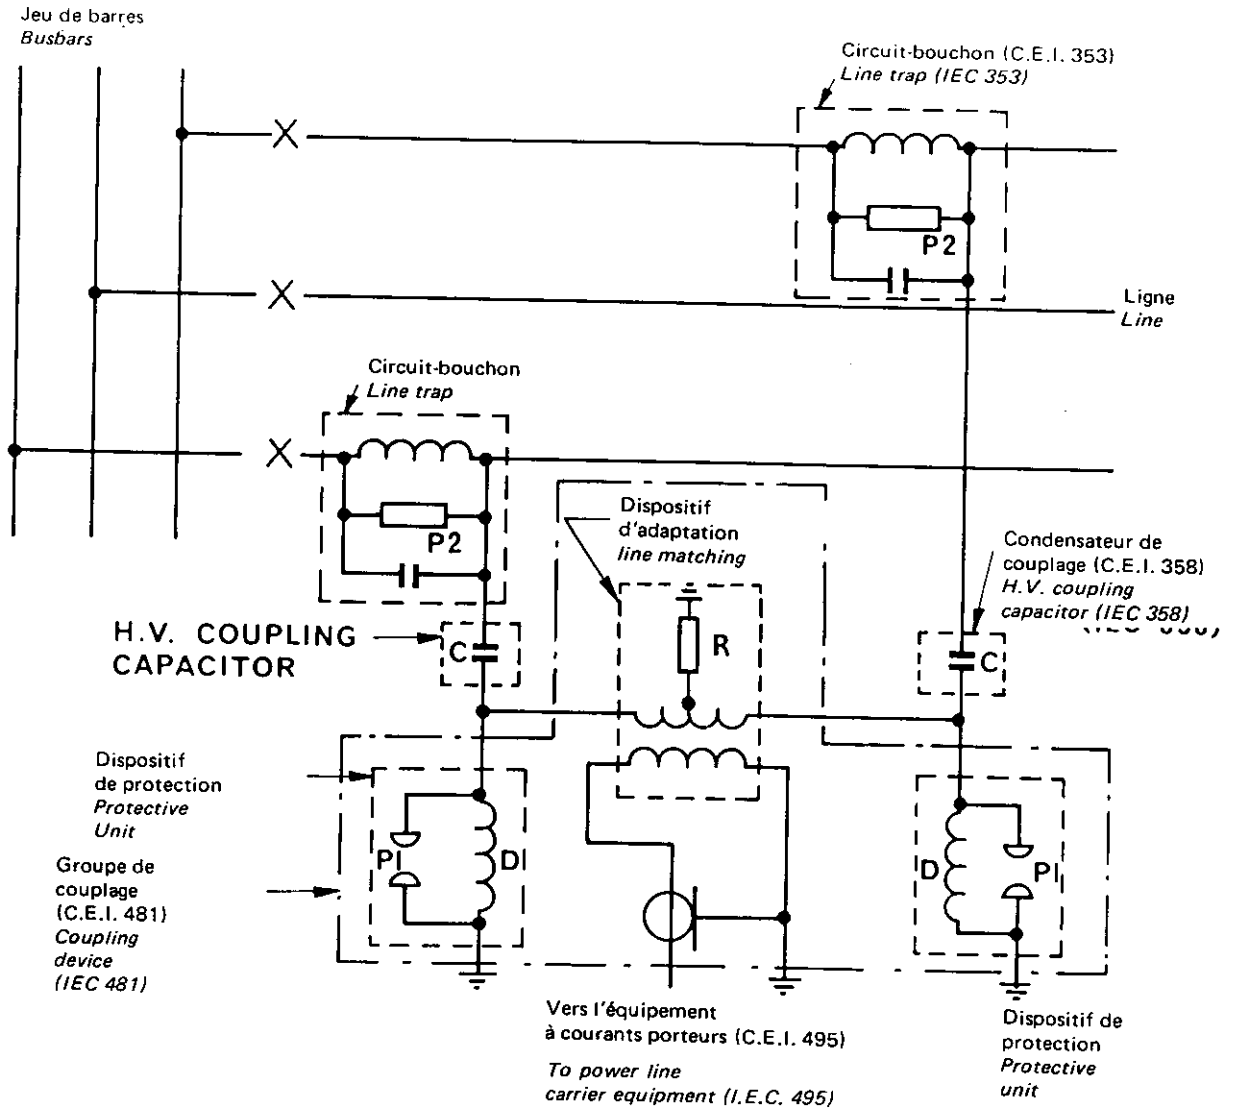 Jeu de barres
Busbars
Circuit-bouchon (C.E.I. 353)
Line trap (IEC 353)
P2
Ligne
Line
Circuit-bouchon
Line trap
P2
Dispositif
d'adaptation
line matching
Condensateur de
couplage (C.E.I. 358)
H.V. coupling
capacitor (IEC 358)
H.V. COUPLING
CAPACITOR
C
R
C
Dispositif
de protection
Protective
Unit
PI
D
D
PI
Groupe de
couplage
(C.E.I. 481)
Coupling
device
(IEC 481)
Vers l'équipement
à courants porteurs (C.E.I. 495)
To power line
carrier equipment (I.E.C. 495)
Dispositif de
protection
Protective
unit